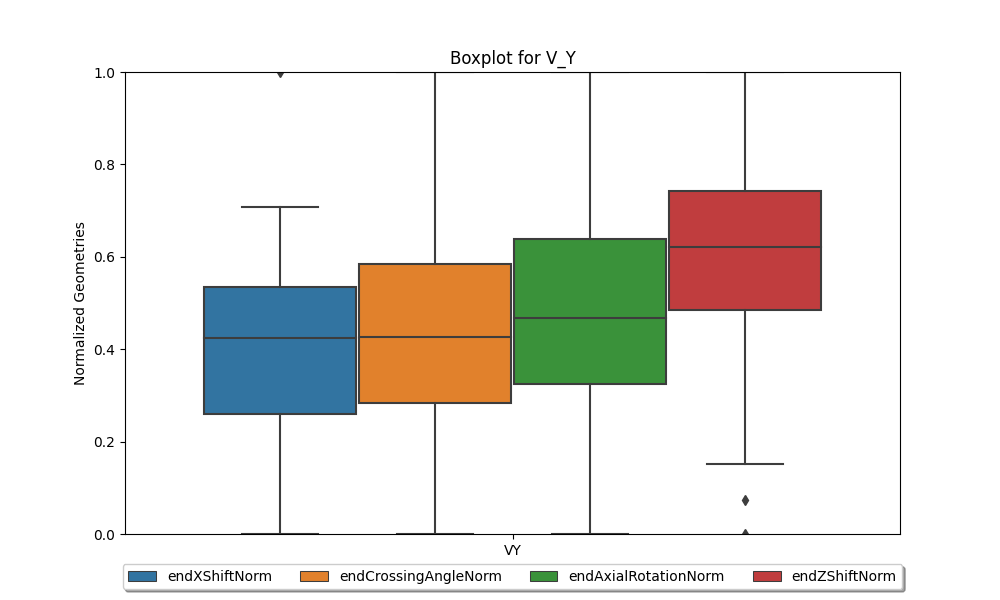 Boxplot for V_Y
1.0
0.8
0.6
0.4
0.2
0.0
Normalized Geometries
VY
endXShiftNorm endCrossingAngleNorm endAxialRotationNorm endZShiftNorm